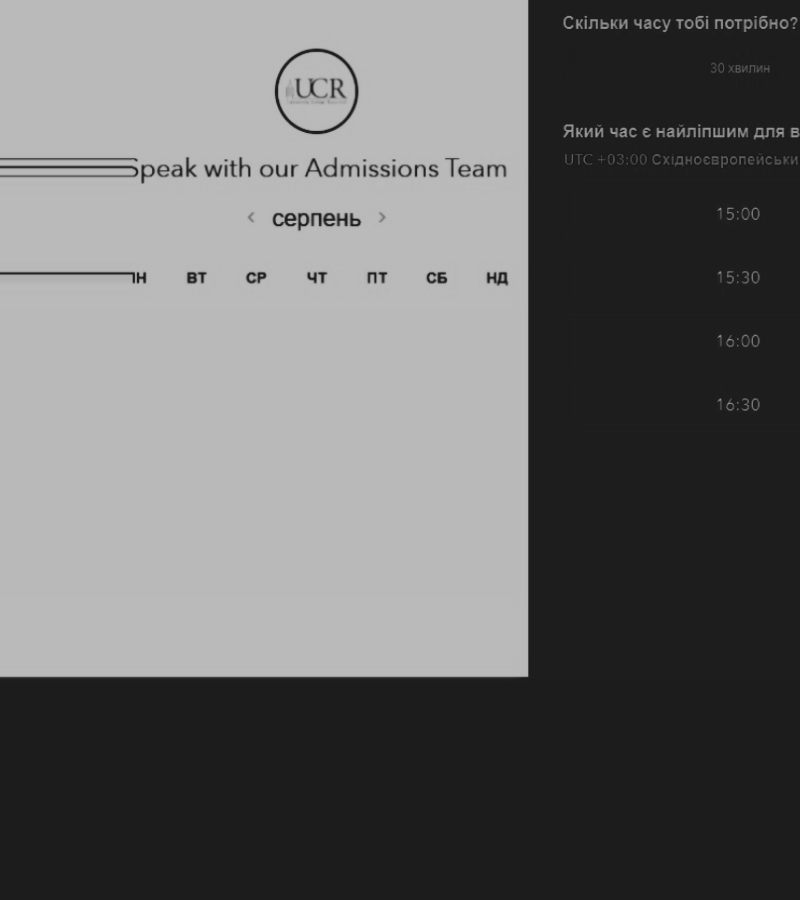 UCR
Speak with our Admissions Team
серпень
ВТ СР ЧТ ПТ СБ НД
Скільки часу тобі потрібно?
30 хвилин
Який час є найліпшим для в
UTC +03:00 Східноєвропейськи
15:00
15:30
16:00
16:30